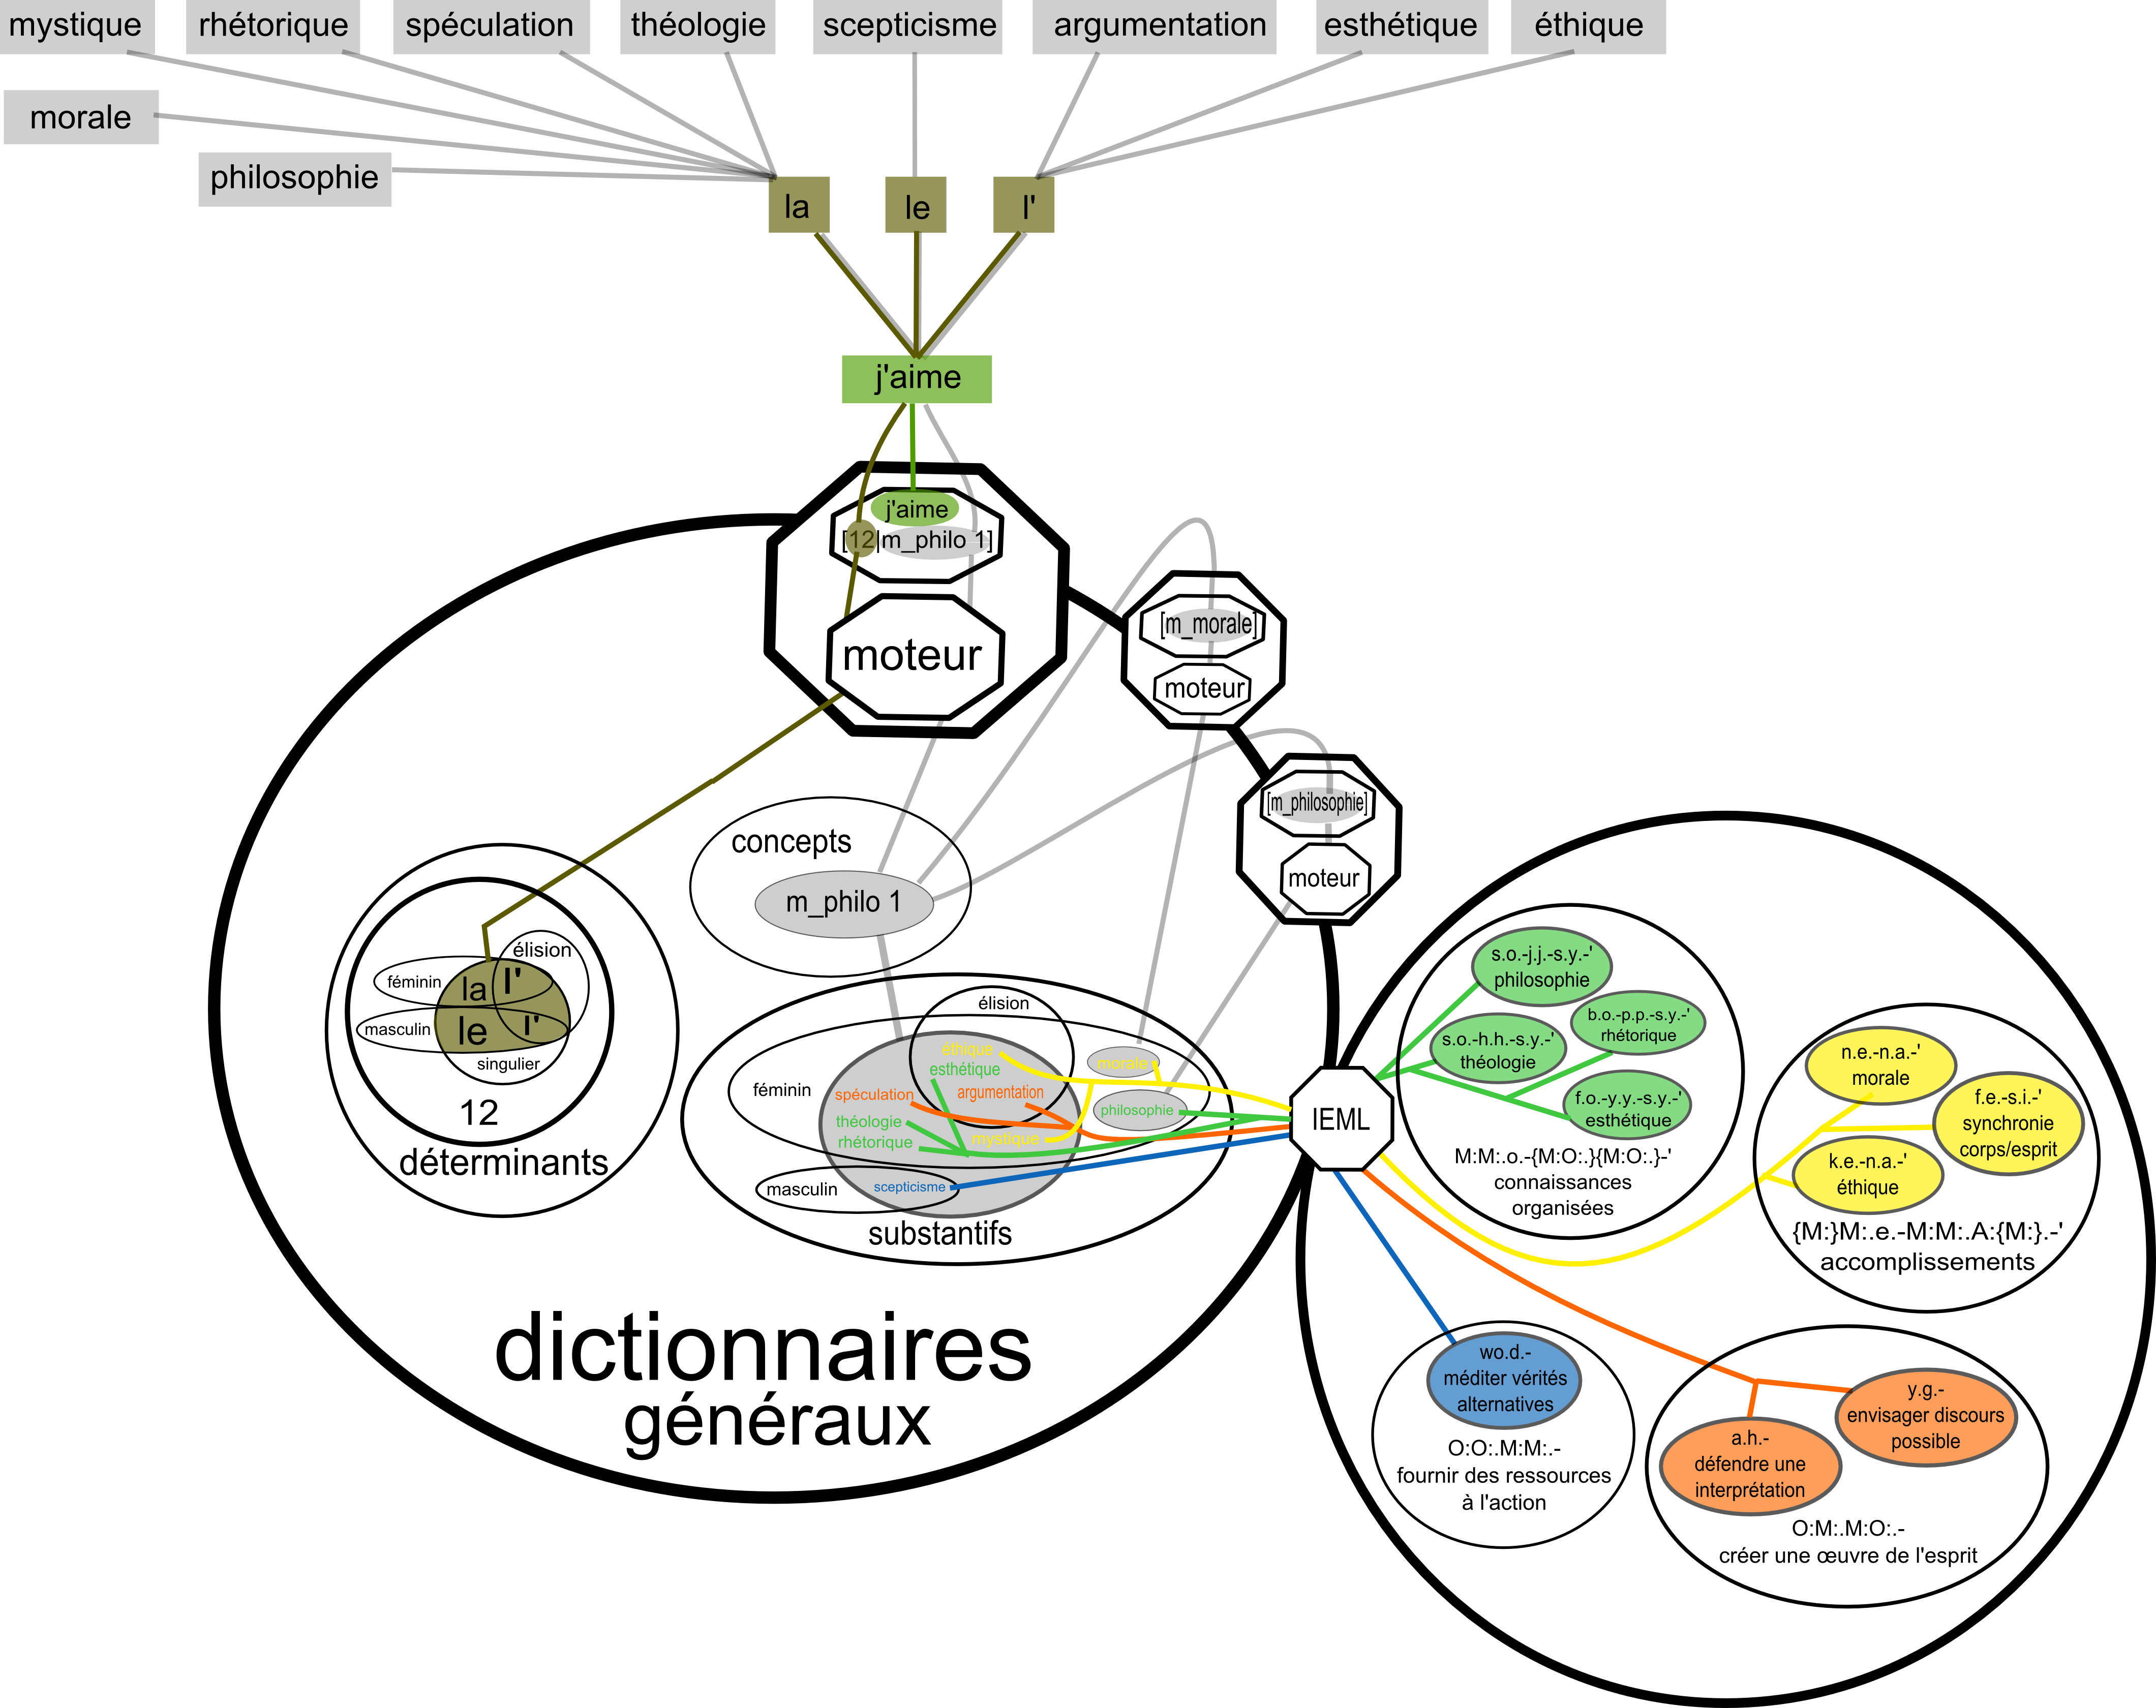 mystique
rhétorique
spéculation
théologie
scepticisme
argumentation
esthétique
éthique
morale
philosophie
la
le
l'
j'aime
j'aime
[12|m_philo 1]
moteur
[m_morale]
moteur
[m_philosophie]
moteur
concepts
m_philo 1
élision
féminin
la
l'
masculin
le
l'
singulier
12
déterminants
élision
féminin
éthique
esthétique
spéculation
argumentation
théologie
rhétorique
mystique
morale
philosophie
masculin
scepticisme
substantifs
dictionnaires
généraux
IEML
s.o.-j.j.-s.y.-'
philosophie
b.o.-p.p.-s.y.-'
rhétorique
s.o.-h.h.-s.y.-'
théologie
f.o.-y.y.-s.y.-'
esthétique
M:M:.o.-{M:O:.}{M:O:.}-'
connaissances
organisées
n.e.-n.a.-'
morale
f.e.-s.i.-'
synchronie
corps/esprit
k.e.-n.a.-'
éthique
{M:}M:.e.-M:M:.A:{M:}.-'
accomplissements
wo.d.-
méditer vérités
alternatives
O:O:.M:M:.-
fournir des ressources
à l'action
y.g.-
envisager discours
possible
a.h.-
défendre une
interprétation
O:M:.M:O:.-
créer une œuvre de l'esprit